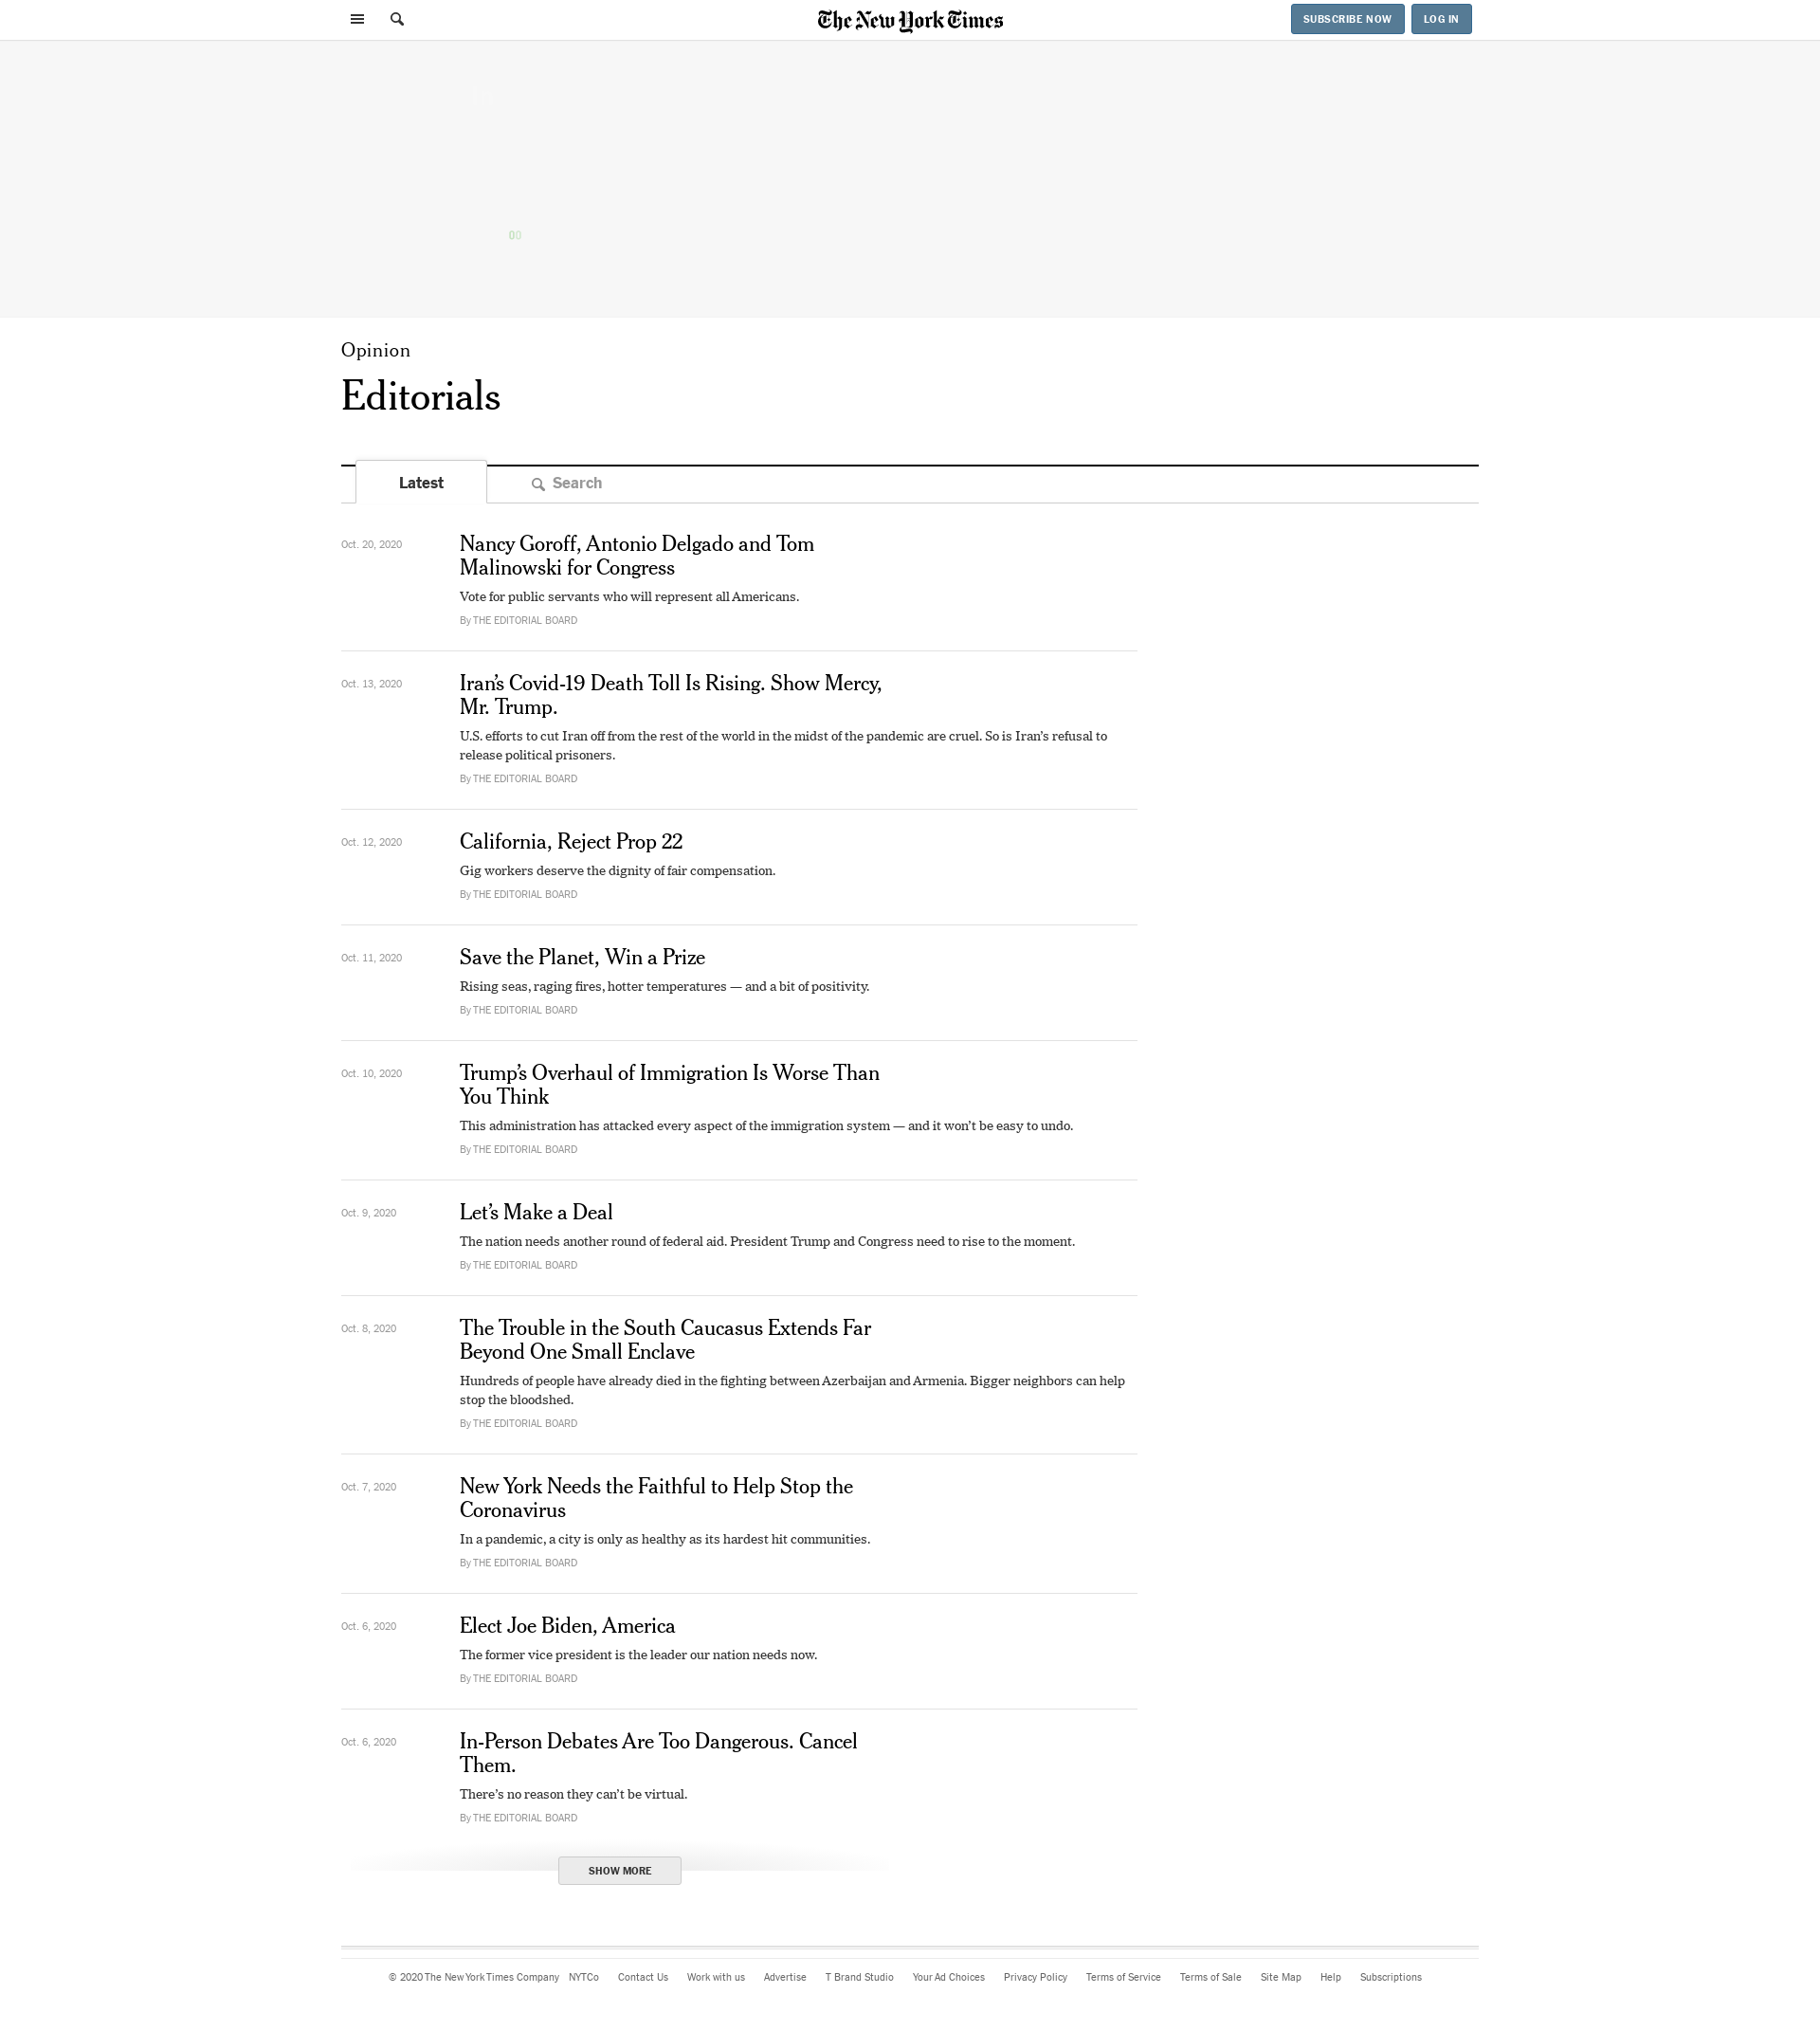 The New York Times
SUBSCRIBE NOW
LOG IN
00
Opinion
Editorials
Latest
Search
Oct. 20, 2020
Nancy Goroff, Antonio Delgado and Tom
Malinowski for Congress
Vote for public servants who will represent all Americans.
By THE EDITORIAL BOARD
Oct. 13, 2020
Iran’s Covid-19 Death Toll Is Rising. Show Mercy,
Mr. Trump.
U.S. efforts to cut Iran off from the rest of the world in the midst of the pandemic are cruel. So is Iran’s refusal to
release political prisoners.
By THE EDITORIAL BOARD
Oct. 12, 2020
California, Reject Prop 22
Gig workers deserve the dignity of fair compensation.
By THE EDITORIAL BOARD
Oct. 11, 2020
Save the Planet, Win a Prize
Rising seas, raging fires, hotter temperatures — and a bit of positivity.
By THE EDITORIAL BOARD
Oct. 10, 2020
Trump’s Overhaul of Immigration Is Worse Than
You Think
This administration has attacked every aspect of the immigration system — and it won’t be easy to undo.
By THE EDITORIAL BOARD
Oct. 9, 2020
Let’s Make a Deal
The nation needs another round of federal aid. President Trump and Congress need to rise to the moment.
By THE EDITORIAL BOARD
Oct. 8, 2020
The Trouble in the South Caucasus Extends Far
Beyond One Small Enclave
Hundreds of people have already died in the fighting between Azerbaijan and Armenia. Bigger neighbors can help
stop the bloodshed.
By THE EDITORIAL BOARD
Oct. 7, 2020
New York Needs the Faithful to Help Stop the
Coronavirus
In a pandemic, a city is only as healthy as its hardest hit communities.
By THE EDITORIAL BOARD
Oct. 6, 2020
Elect Joe Biden, America
The former vice president is the leader our nation needs now.
By THE EDITORIAL BOARD
Oct. 6, 2020
In-Person Debates Are Too Dangerous. Cancel
Them.
There’s no reason they can’t be virtual.
By THE EDITORIAL BOARD
SHOW MORE
© 2020 The New York Times Company NYTCo Contact Us Work with us Advertise T Brand Studio Your Ad Choices Privacy Policy Terms of Service Terms of Sale Site Map Help Subscriptions